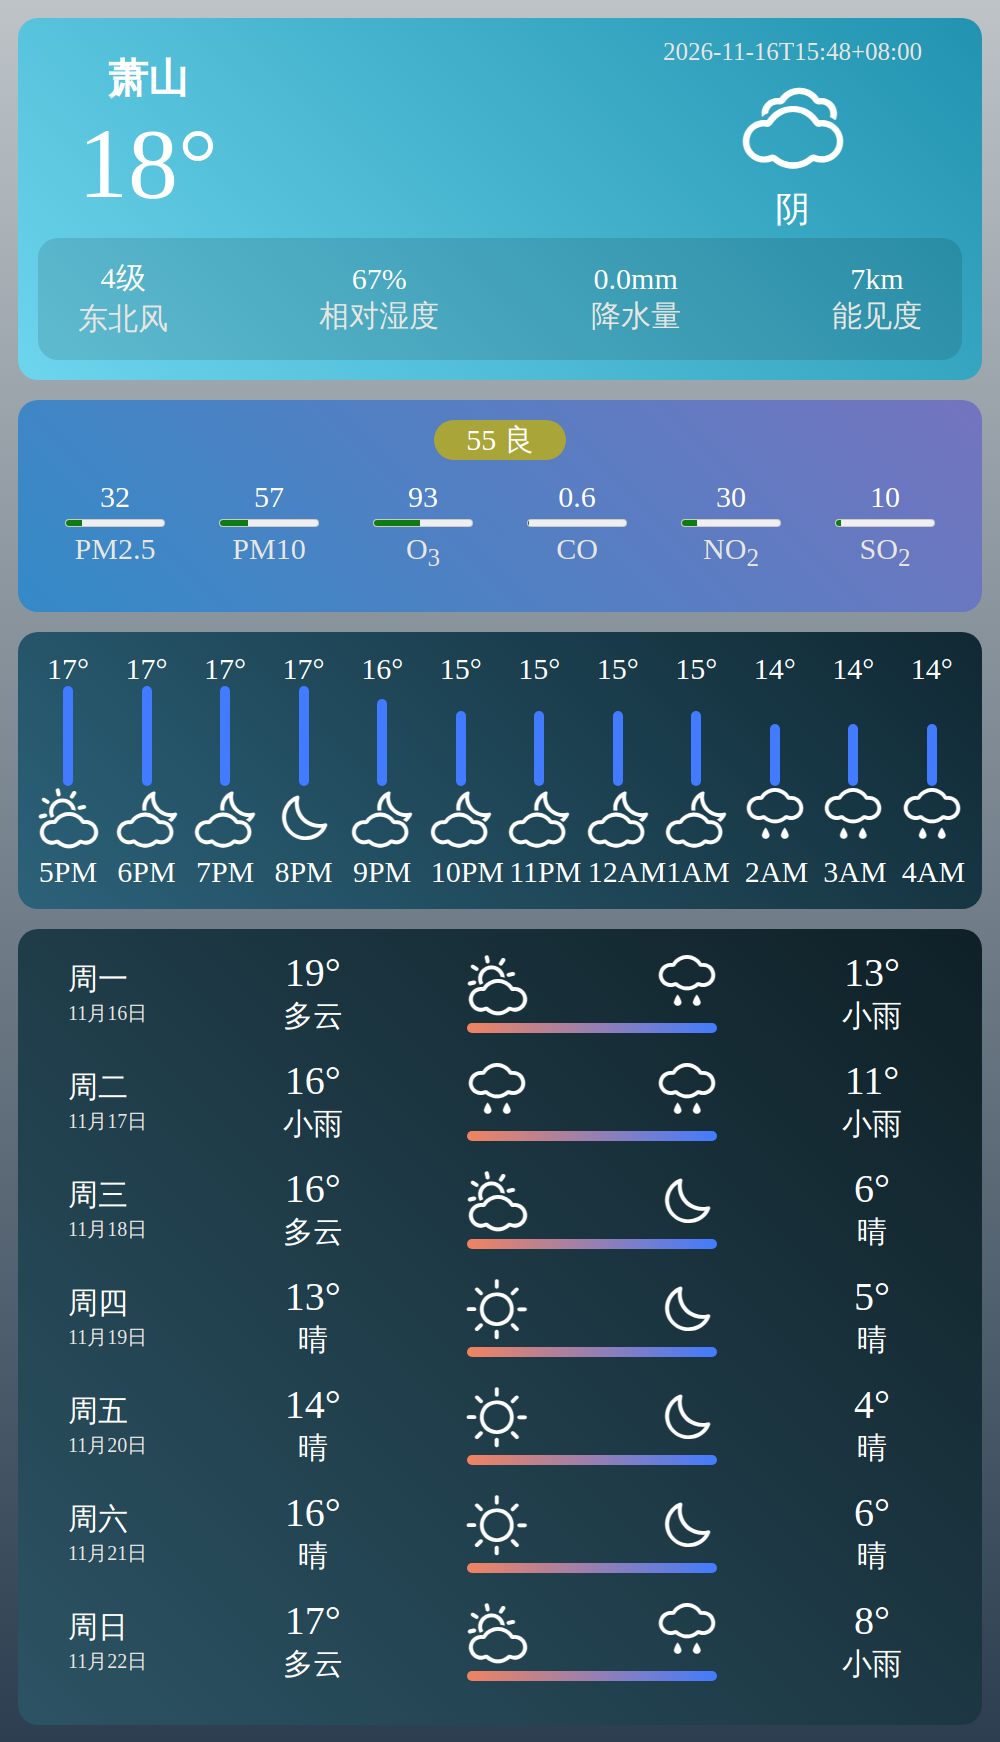 萧山
18°
2026-11-16T15:48+08:00
阴
4级 67% 0.0mm 7km
东北风 相对湿度 降水量 能见度
55 良
32 57 93 0.6 30 10
PM2.5 PM10 O3 CO NO2 SO2
17° 17° 17° 17° 16° 15° 15° 15° 15° 14° 14° 14°
5PM 6PM 7PM 8PM 9PM 10PM 11PM 12AM 1AM 2AM 3AM 4AM
周一 19° 13°
11月16日 多云 小雨
周二 16° 11°
11月17日 小雨 小雨
周三 16° 6°
11月18日 多云 晴
周四 13° 5°
11月19日 晴 晴
周五 14° 4°
11月20日 晴 晴
周六 16° 6°
11月21日 晴 晴
周日 17° 8°
11月22日 多云 小雨